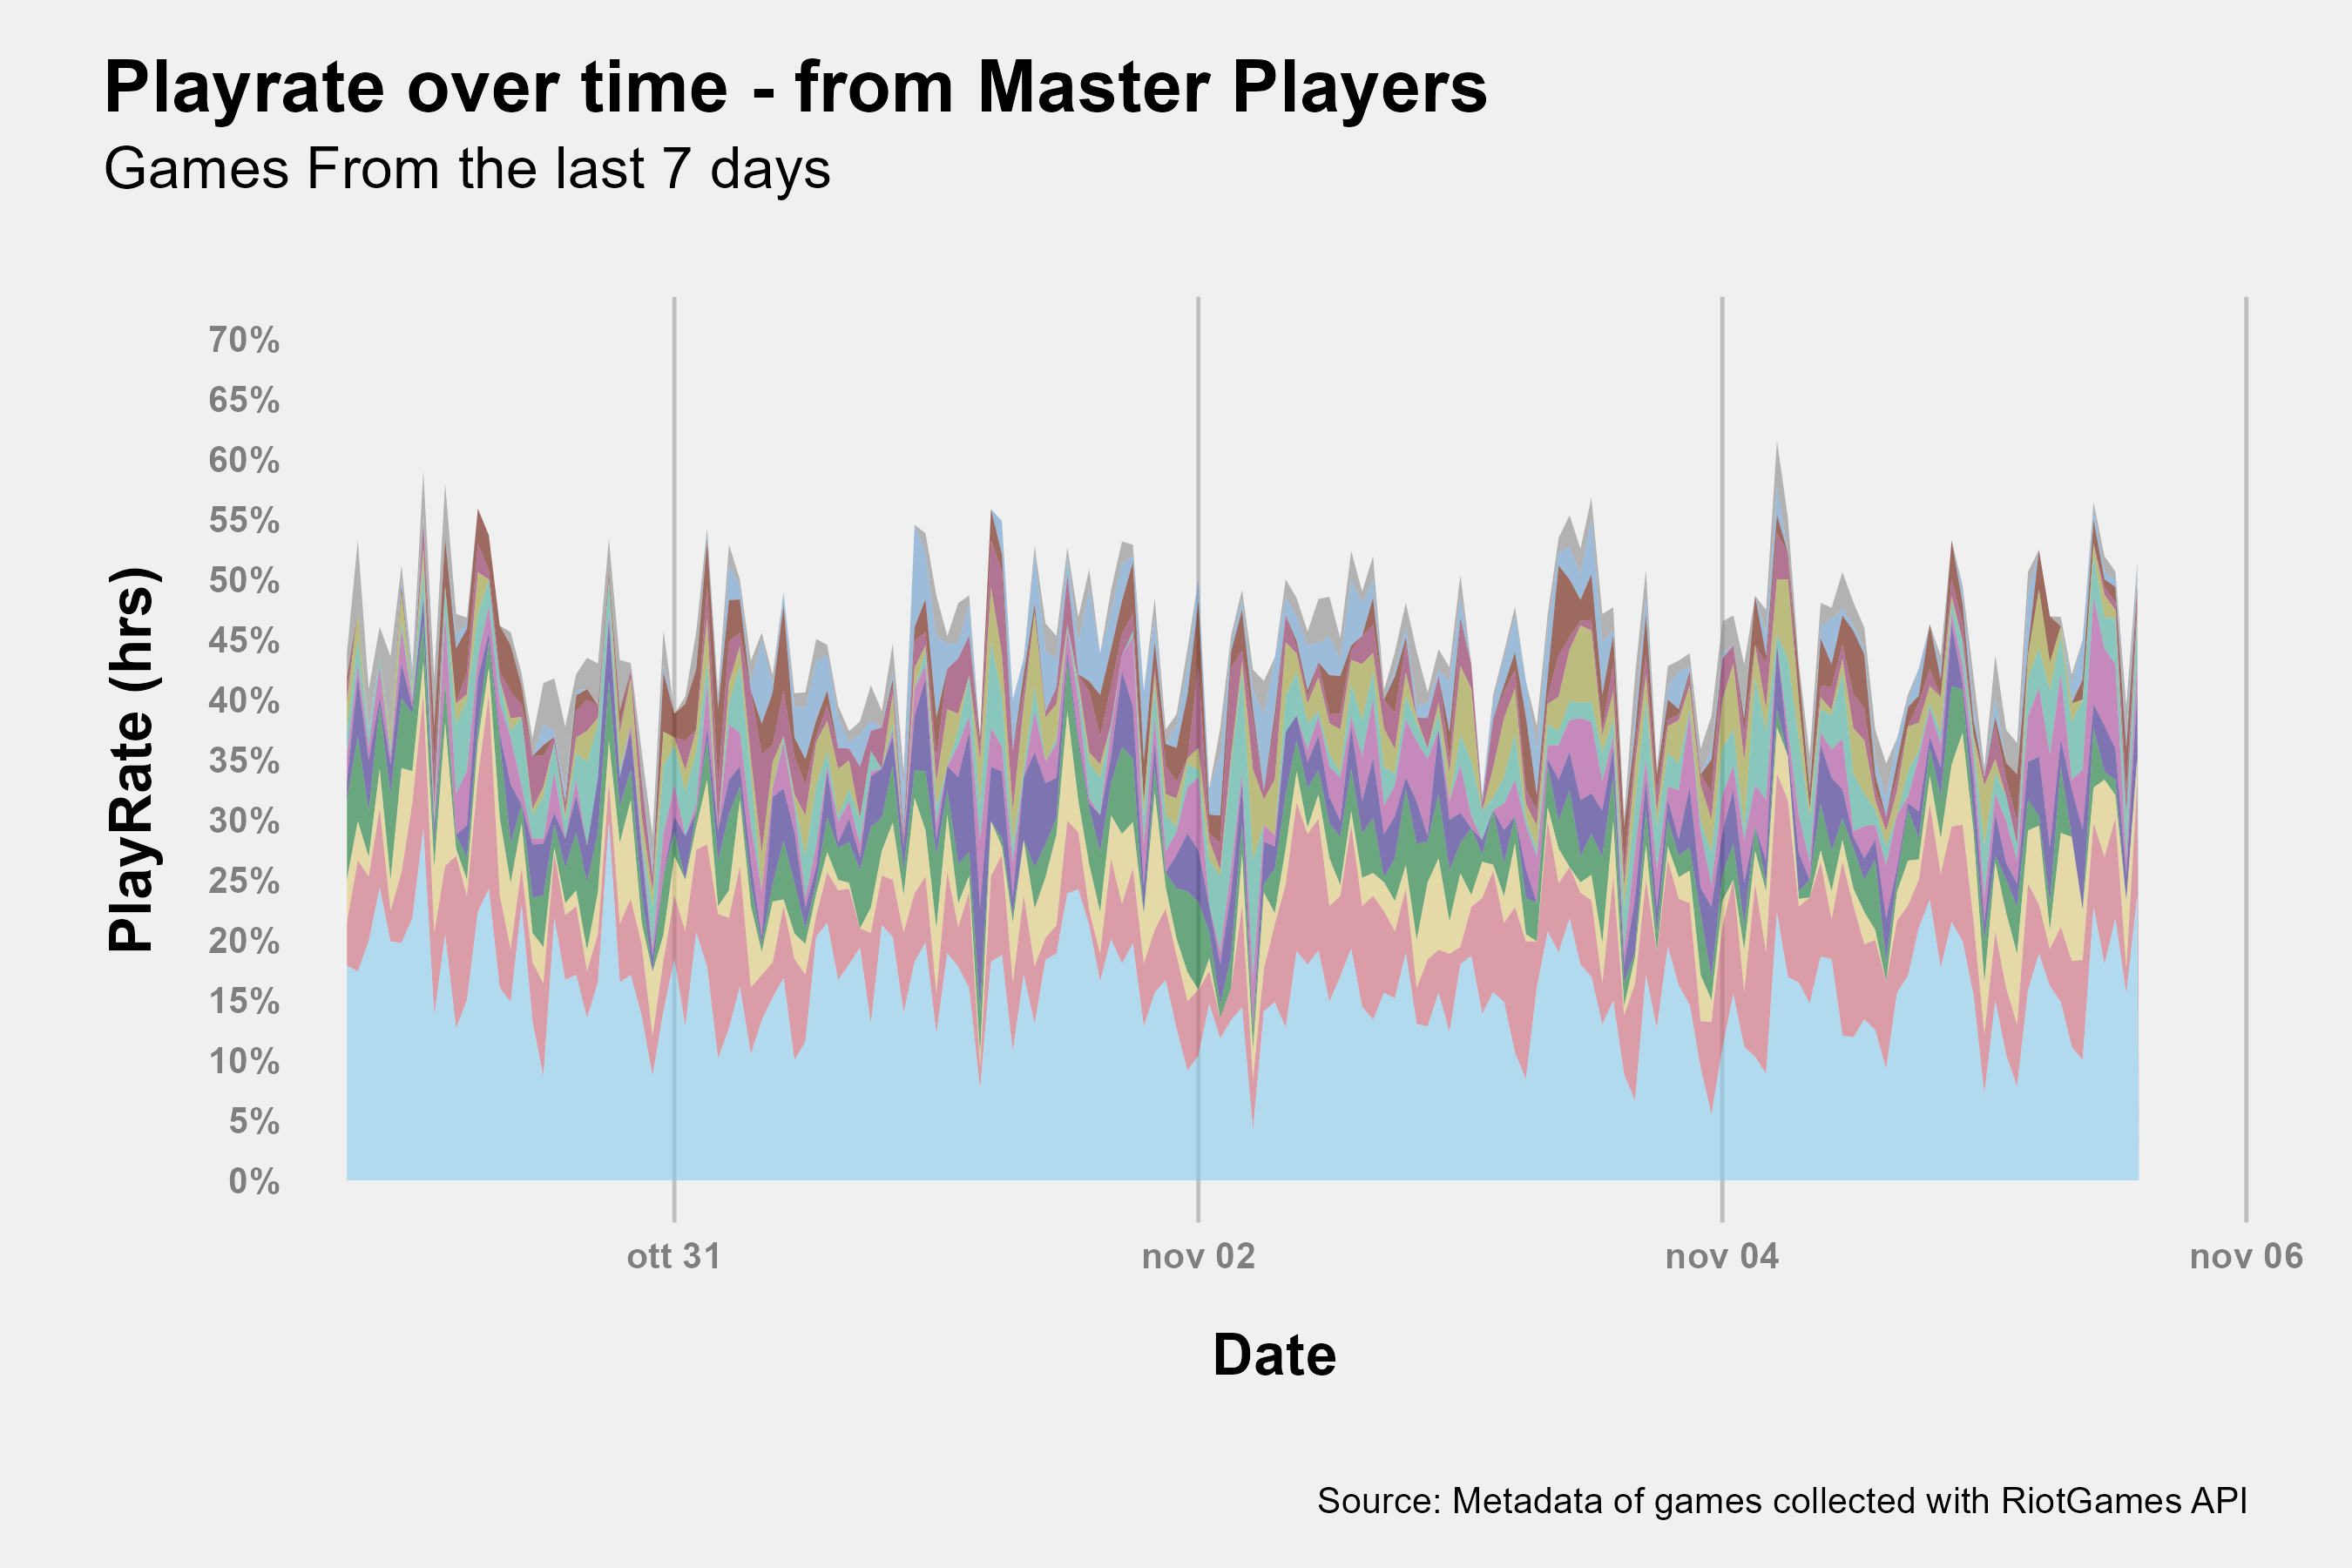 Playrate over time - from Master Players
Games From the last 7 days
70%
65%
60%
55%
50%
45%
40%
35%
30%
25%
20%
15%
10%
5%
0%
PlayRate (hrs)
ott 31
nov 02
nov 04
nov 06
Date
Source: Metadata of games collected with RiotGames API